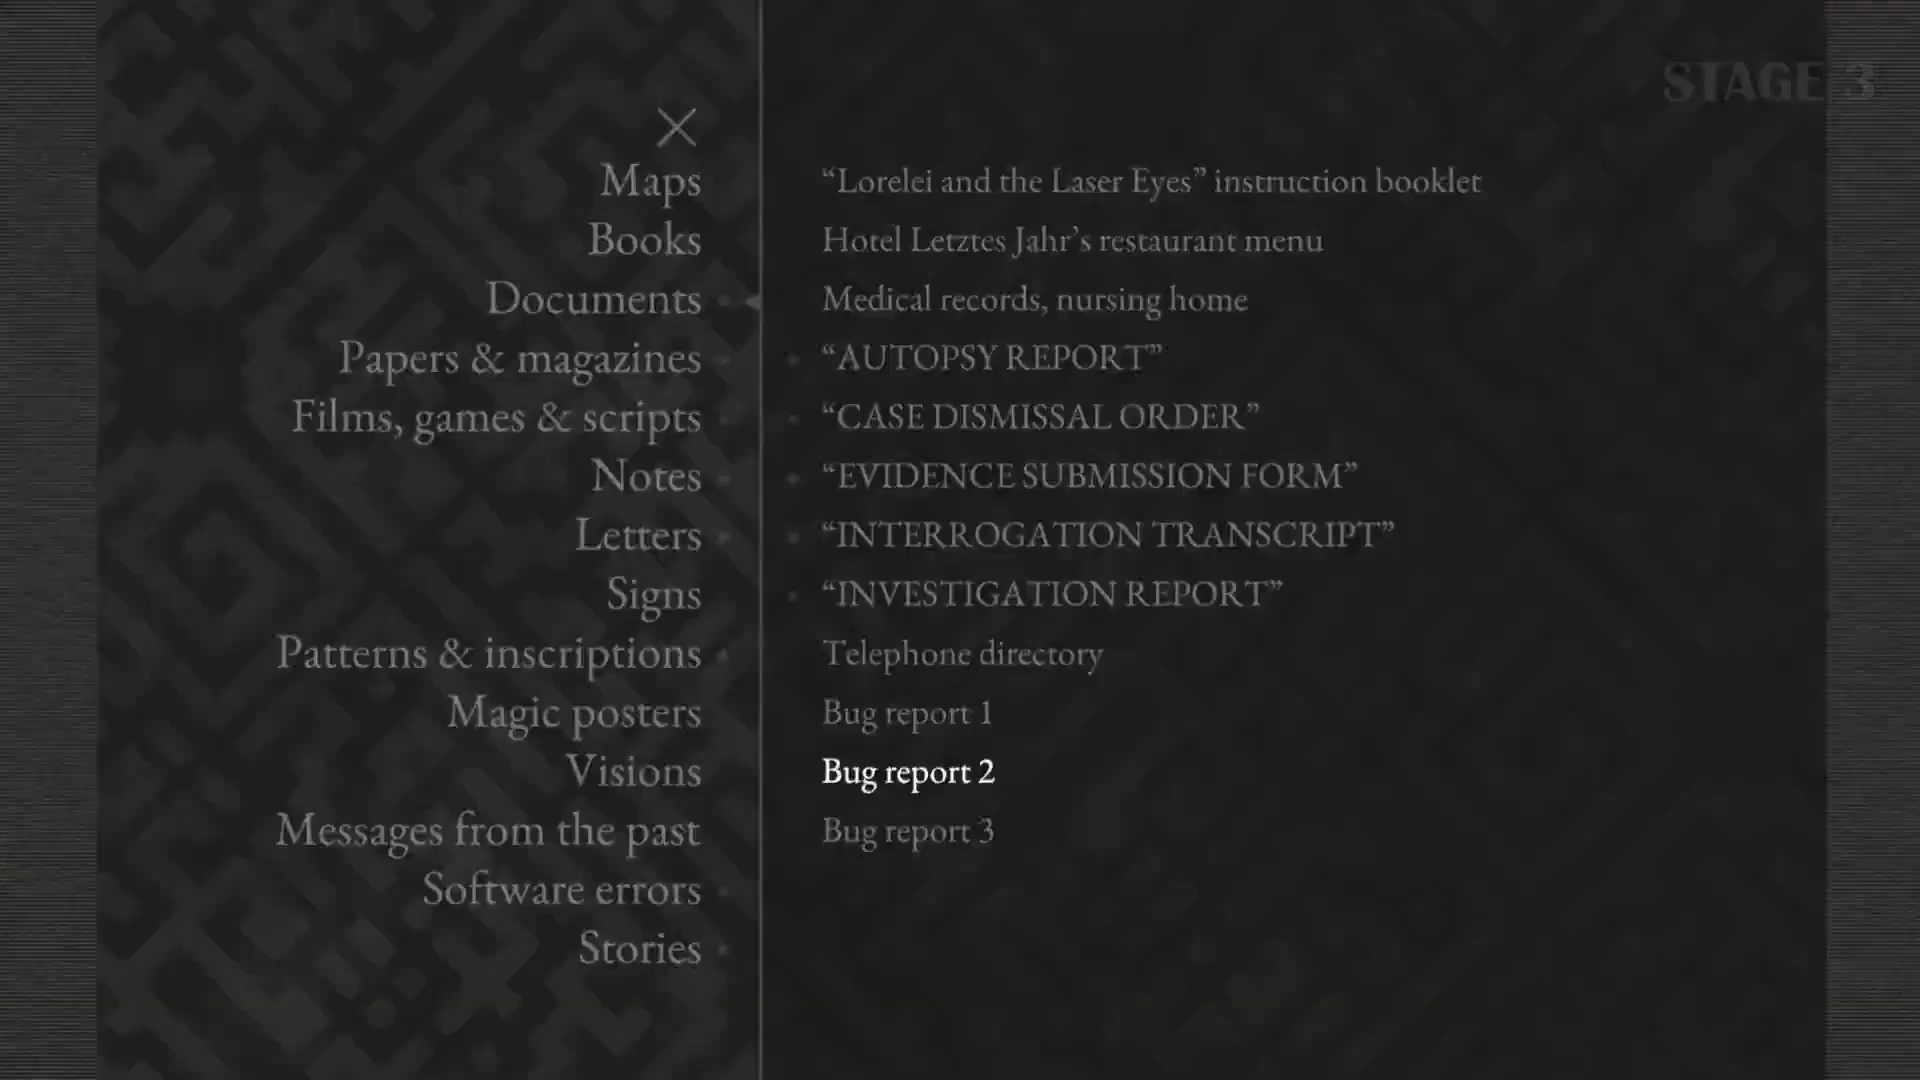 STAGE 3
Maps
Books
Documents
Papers & magazines
Films, games & scripts
Notes
Letters
Signs
Patterns & inscriptions
Magic posters
Visions
Messages from the past
Software errors
Stories
“Lorelei and the Laser Eyes” instruction booklet
Hotel Letztes Jahr’s restaurant menu
Medical records, nursing home
“AUTOPSY REPORT”
“CASE DISMISSAL ORDER”
“EVIDENCE SUBMISSION FORM”
“INTERROGATION TRANSCRIPT”
“INVESTIGATION REPORT”
Telephone directory
Bug report 1
Bug report 2
Bug report 3